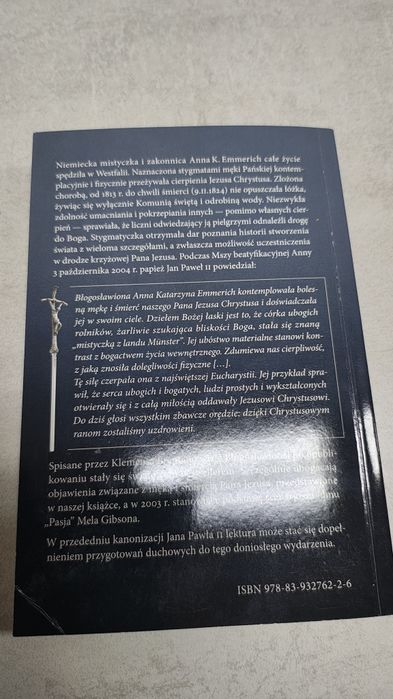 Niemiecka mistyczka i zakonnica Anna K. Emmerich całe życie
spędziła w Westfalii. Naznaczona stygmatami męki Pańskiej kontem-
placyjnie i fizycznie przeżywała cierpienia Jezusa Chrystusa. Złożona
chorobą, od 1813 r. do chwili śmierci (9.II.1824) nie opuszczała łóżka,
żywiąc się wyłącznie Komunią świętą i odrobiną wody. Niezwykła
zdolność umacniania i pokrzepiania innych — pomimo własnych cier-
pień — sprawiała, że liczni odwiedzający ją pielgrzymi odnaleźli drogę
do Boga. Stygmatyczka otrzymała dar poznania historii stworzenia
świata z wieloma szczegółami, a zwłaszcza możliwość uczestniczenia
w drodze krzyżowej Pana Jezusa. Podczas Mszy beatyfikacyjnej Anny
3 października 2004 r. papież Jan Paweł II powiedział:
Błogosławiona Anna Katarzyna Emmerich kontemplowała boles-
ną mękę i śmierć naszego Pana Jezusa Chrystusa i doświadczała
jej w swoim ciele. Dziełem Bożej łaski jest to, że córka ubogich
rolników, żarliwie szukająca bliskości Boga, stała się znaną
„mistyczką z landu Münster”. Jej ubóstwo materialne stanowi kon-
trast z bogactwem życia wewnętrznego. Zdumiewa nas cierpliwość,
z jaką znosiła dolegliwości fizyczne [...].
Tę siłę czerpała ona z najświętszej Eucharystii. Jej przykład spra-
wił, że serca ubogich i bogatych, ludzi prostych i wykształconych
otwierały się i z całą miłością oddawały Jezusowi Chrystusowi.
Do dziś głosi wszystkim zbawcze orędzie: dzięki Chrystusowym
ranom zostaliśmy uzdrowieni.
Spisane przez Klemensa
kowaniu stały się
objawienia związane z męką i śmiercią Pana Jezusa, przedstawione
w naszej książce, a w 2003 r.
„Pasja” Mela Gibsona.
W przededniu kanonizacji Jana Pawła II lektura może stać się dopeł-
nieniem przygotowań duchowych do tego doniosłego wydarzenia.
ISBN 978-83-932762-2-6